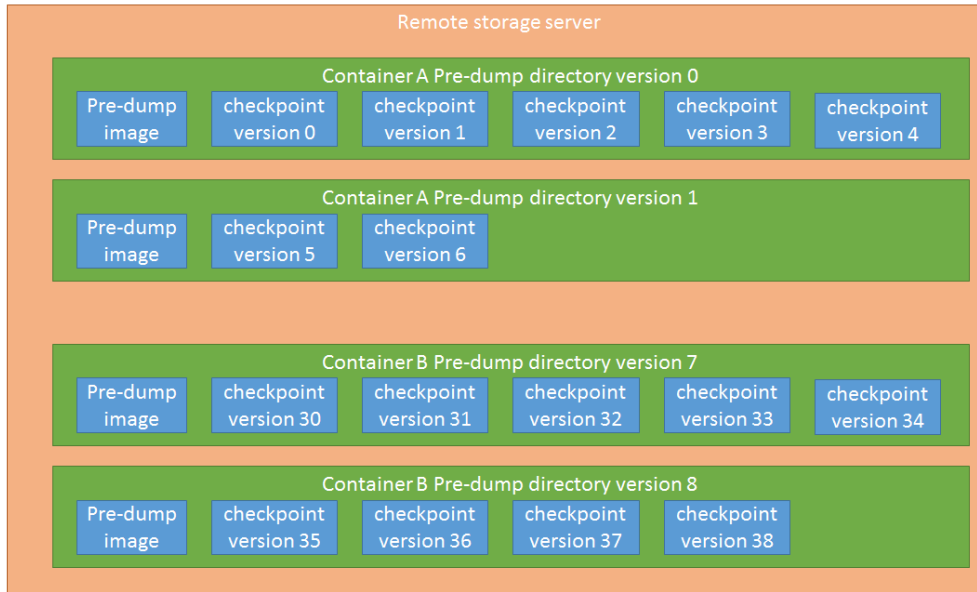 Remote storage server
Container A Pre-dump directory version 0
Pre-dump
image
checkpoint
version 0
checkpoint
version 1
checkpoint
version 2
checkpoint
version 3
checkpoint
version 4
Container A Pre-dump directory version 1
Pre-dump
image
checkpoint
version 5
checkpoint
version 6
Container B Pre-dump directory version 7
Pre-dump
image
checkpoint
version 30
checkpoint
version 31
checkpoint
version 32
checkpoint
version 33
checkpoint
version 34
Container B Pre-dump directory version 8
Pre-dump
image
checkpoint
version 35
checkpoint
version 36
checkpoint
version 37
checkpoint
version 38